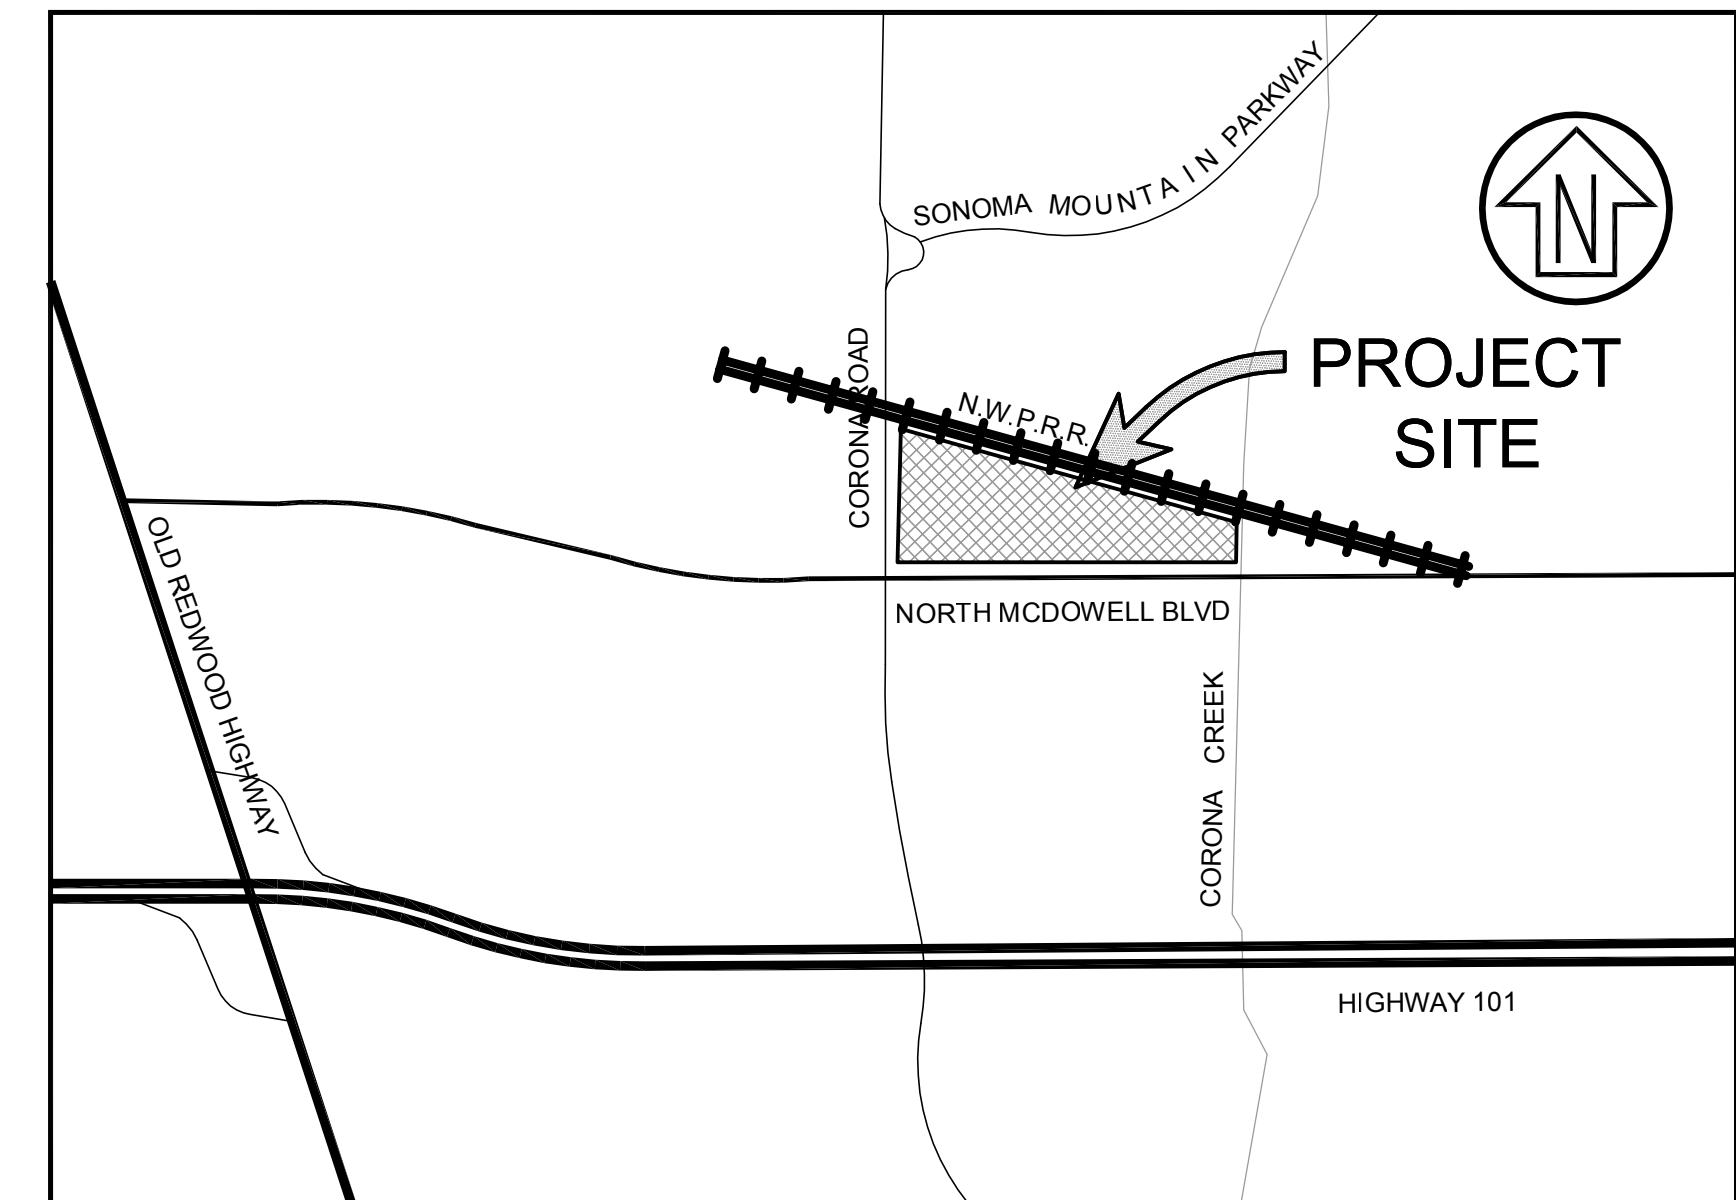 SONOMA MOUNTAIN PARKWAY
N
PROJECT
SITE
CORONA ROAD
N.W.P.R.R.
OLD REDWOOD HIGHWAY
NORTH MCDOWELL BLVD
CORONA CREEK
HIGHWAY 101